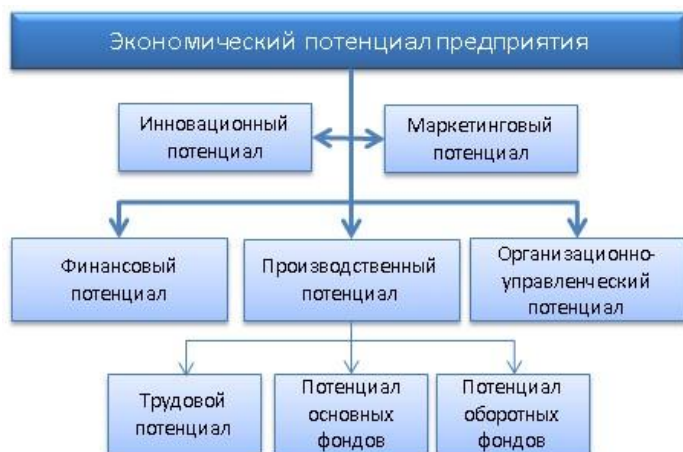 Экономический потенциал предприятия
Инновационный
потенциал
Маркетинговый
потенциал
Финансовый
потенциал
Производственный
потенциал
Организационно-
управленческий
потенциал
Трудовой
потенциал
Потенциал
основных
фондов
Потенциал
оборотных
фондов